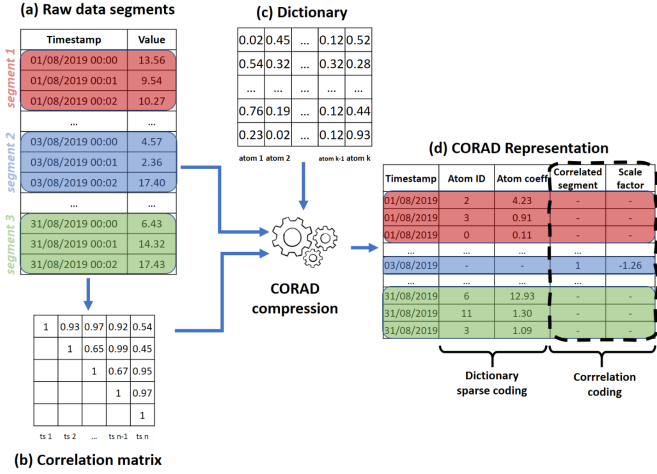 (a) Raw data segments
Timestamp Value
segment 1
01/08/2019 00:00 13.56
01/08/2019 00:01 9.54
01/08/2019 00:02 10.27
... ...
segment 2
03/08/2019 00:00 4.57
03/08/2019 00:01 2.36
03/08/2019 00:02 17.40
... ...
segment 3
31/08/2019 00:00 6.43
31/08/2019 00:01 14.32
31/08/2019 00:02 17.43
(c) Dictionary
0.02 0.45 ... 0.12 0.52
0.54 0.32 ... 0.32 0.28
... ...
0.76 0.19 ... 0.12 0.44
0.23 0.02 ... 0.12 0.93
atom 1 atom 2 atom k-1 atom k
CORAD
compression
1 0.93 0.97 0.92 0.54
1 0.65 0.99 0.45
1 0.67 0.95
1 0.97
1
ts 1 ts 2 ... ts n-1 ts n
(b) Correlation matrix
(d) CORAD Representation
Timestamp Atom ID Atom coeff Correlated segment Scale factor
01/08/2019 2 4.23 - -
01/08/2019 3 0.91 - -
01/08/2019 0 0.11 - -
... ... ... ...
03/08/2019 - - 1 -1.26
... ... ... ...
31/08/2019 6 12.93 - -
31/08/2019 11 1.30 - -
31/08/2019 3 1.09 - -
Dictionary
sparse coding
Corrrelation
coding